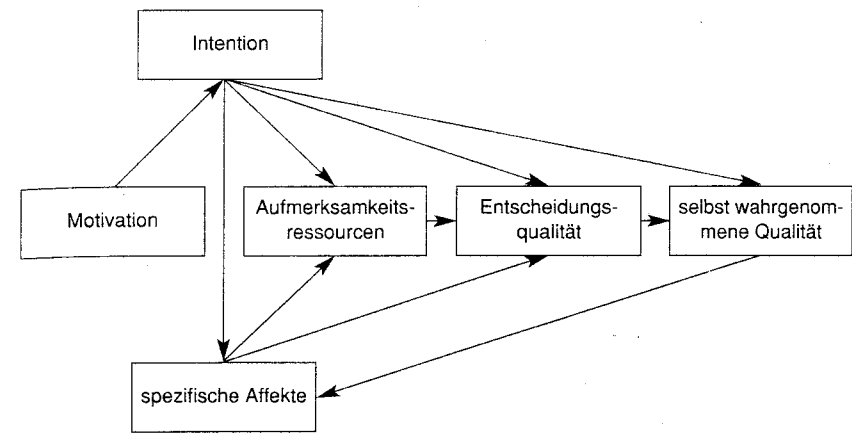 Intention
Motivation
Aufmerksamkeits-
ressourcen
Entscheidungs-
qualität
selbst wahrgenom-
mene Qualität
spezifische Affekte